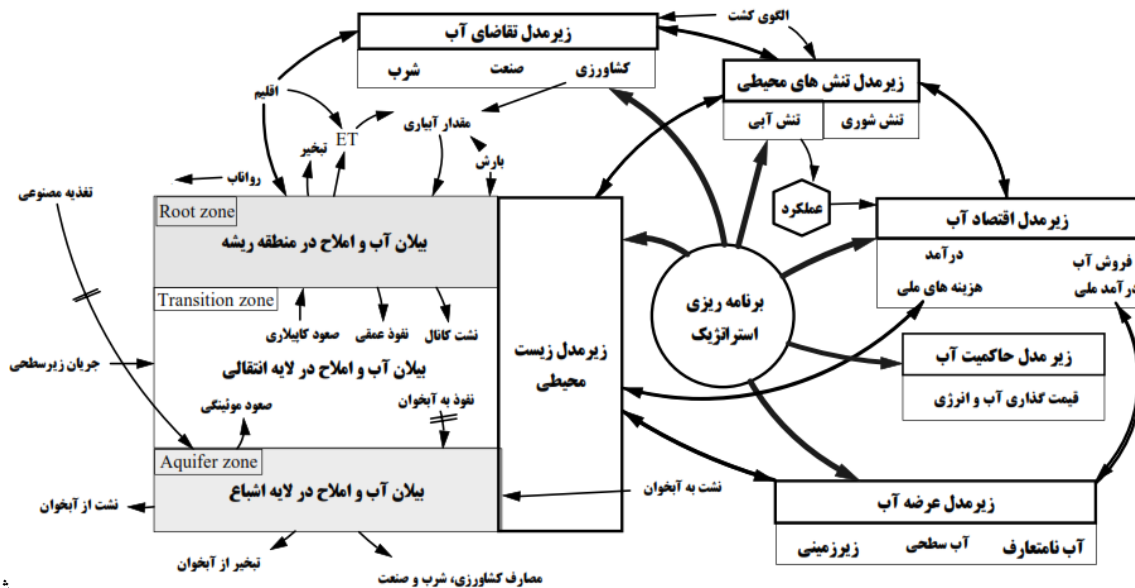 الگوی کشت
زیرمدل تقاضای آب
کشاورزی
صنعت
شرب
زیرمدل تنش های محیطی
تنش آبی
تنش شوری
اقلیم
ET
مقدار آبیاری
تبخیر
بارش
رواناب
تغذیه مصنوعی
عملکرد
زیرمدل اقتصاد آب
درآمد
فروش آب
هزینه های ملی
درآمد ملی
Root zone
بیلان آب و املاح در منطقه ریشه
Transition zone
صعود کاپیلاری
نفوذ عمقی
نشت کانال
برنامه ریزی
استراتژیک
زیرمدل زیست
محیطی
زیر مدل حاکمیت آب
قیمت گذاری آب و انرژی
جریان زیرسطحی
بیلان آب و املاح در لایه انتقالی
صعود موئینگی
نفوذ به آبخوان
Aquifer zone
بیلان آب و املاح در لایه اشباع
نشت به آبخوان
نشت از آبخوان
زیرمدل عرضه آب
آب نامتعارف
آب سطحی
زیرزمینی
تبخیر از آبخوان
مصارف کشاورزی، شرب و صنعت